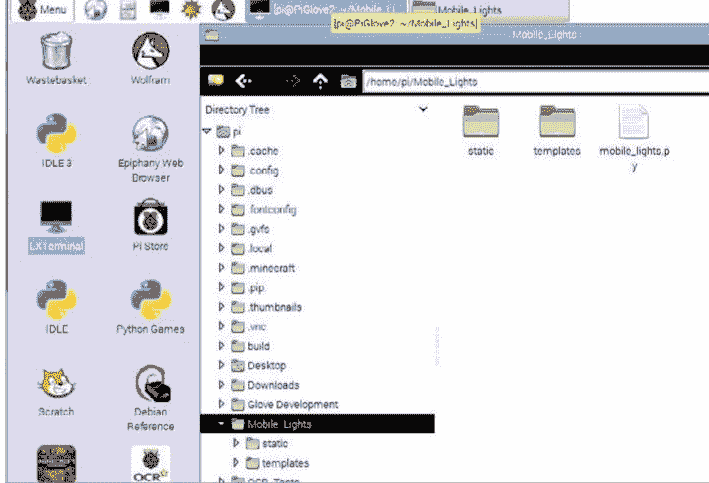 Menu
[pi@PiGlove2: ~/Mobile_Li
Mobile_Lights
[pi@PiGlove2: ~/Mobile_Lights]
Mobile_Lights
Wastebasket
Wolfram
/home/pi/Mobile_Lights
Directory Tree
pi
IDLE 3
Epiphany Web
Browser
static
templates
mobile_lights.p
y
.cache
.config
.dbus
.fontconfig
.gvfs
LXTerminal
Pi Store
.local
.minecraft
.pip
.thumbnails
.vnc
IDLE
Python Games
build
Desktop
Downloads
Glove Development
Scratch
Debian
Reference
Mobile_Lights
static
templates
OCR